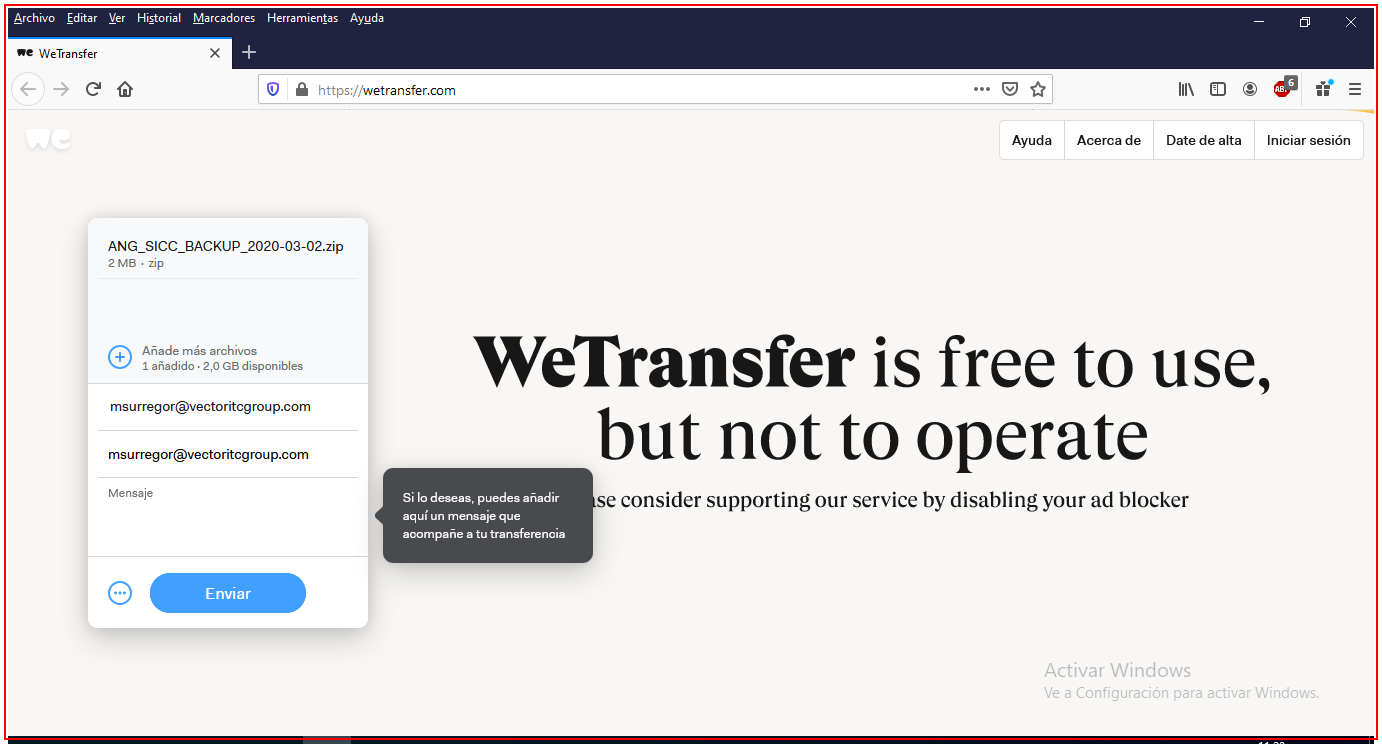 Archivo Editar Ver Historial Marcadores Herramientas Ayuda
we WeTransfer
https://wetransfer.com
ABP 6
we
Ayuda Acerca de Date de alta Iniciar sesión
ANG_SICC_BACKUP_2020-03-02.zip
2 MB · zip
Añade más archivos
1 añadido · 2,0 GB disponibles
msurregor@vectoritcgroup.com
msurregor@vectoritcgroup.com
Mensaje
Enviar
Si lo deseas, puedes añadir
aquí un mensaje que
acompañe a tu transferencia
WeTransfer is free to use,
but not to operate
consider supporting our service by disabling your ad blocker
Activar Windows
Ve a Configuración para activar Windows.